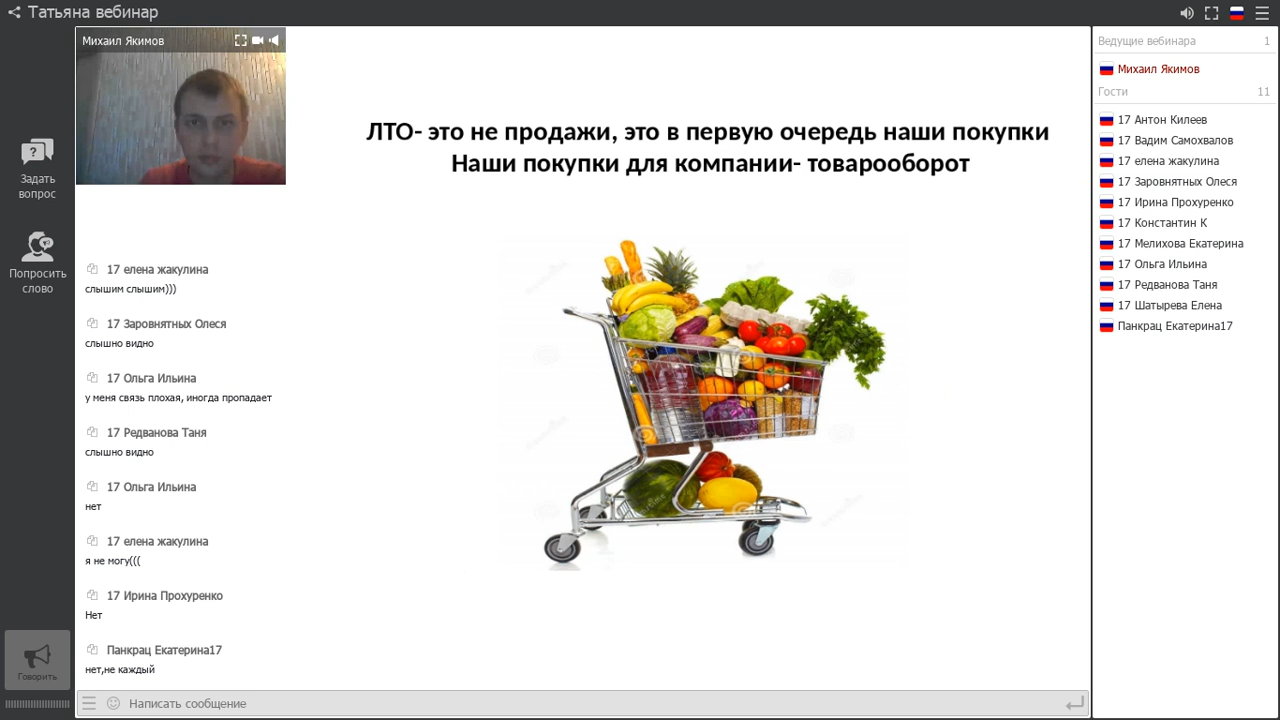 Татьяна вебинар
Михаил Якимов
Задать
вопрос
Попросить
слово
Говорить
ЛТО- это не продажи, это в первую очередь наши покупки
Наши покупки для компании- товарооборот
17 елена жакулина
слышим слышим)))
17 Заровнятных Олеся
слышно видно
17 Ольга Ильина
у меня связь плохая, иногда пропадает
17 Редванова Таня
слышно видно
17 Ольга Ильина
нет
17 елена жакулина
я не могу(((
17 Ирина Прохуренко
Нет
Панкрац Екатерина17
нет,не каждый
Написать сообщение
Ведущие вебинара 1
Михаил Якимов
Гости 11
17 Антон Килеев
17 Вадим Самохвалов
17 елена жакулина
17 Заровнятных Олеся
17 Ирина Прохуренко
17 Константин К
17 Мелихова Екатерина
17 Ольга Ильина
17 Редванова Таня
17 Шатырева Елена
Панкрац Екатерина17